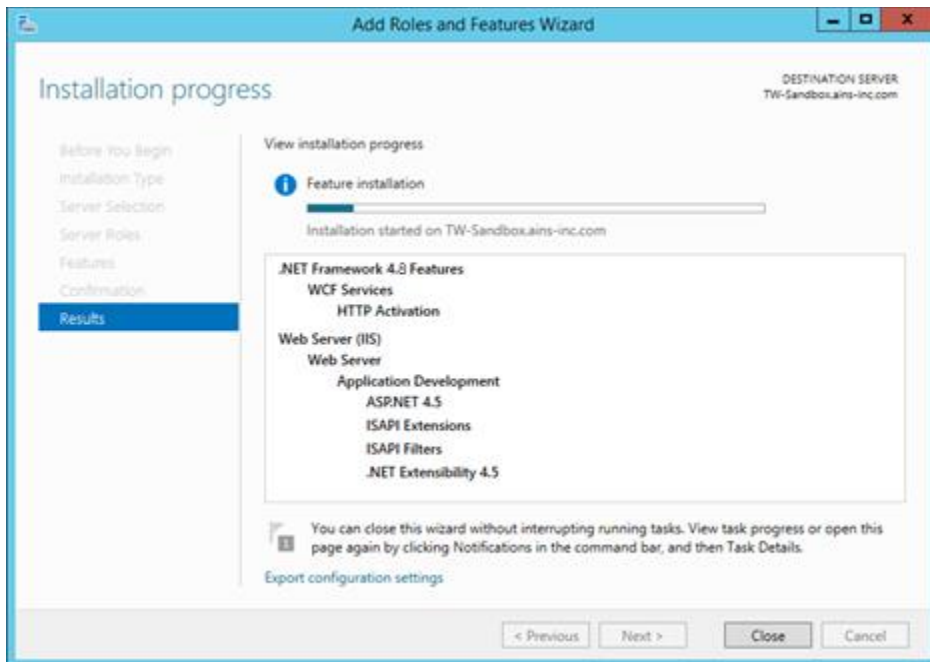 Add Roles and Features Wizard
Installation progress
DESTINATION SERVER
TW-Sandbox.ains-inc.com
Before You Begin
Installation Type
Server Selection
Server Roles
Features
Confirmation
Results
View installation progress
Feature installation
Installation started on TW-Sandbox.ains-inc.com
.NET Framework 4.8 Features
WCF Services
HTTP Activation
Web Server (IIS)
Web Server
Application Development
ASP.NET 4.5
ISAPI Extensions
ISAPI Filters
.NET Extensibility 4.5
You can close this wizard without interrupting running tasks. View task progress or open this
page again by clicking Notifications in the command bar, and then Task Details.
Export configuration settings
< Previous
Next >
Close
Cancel